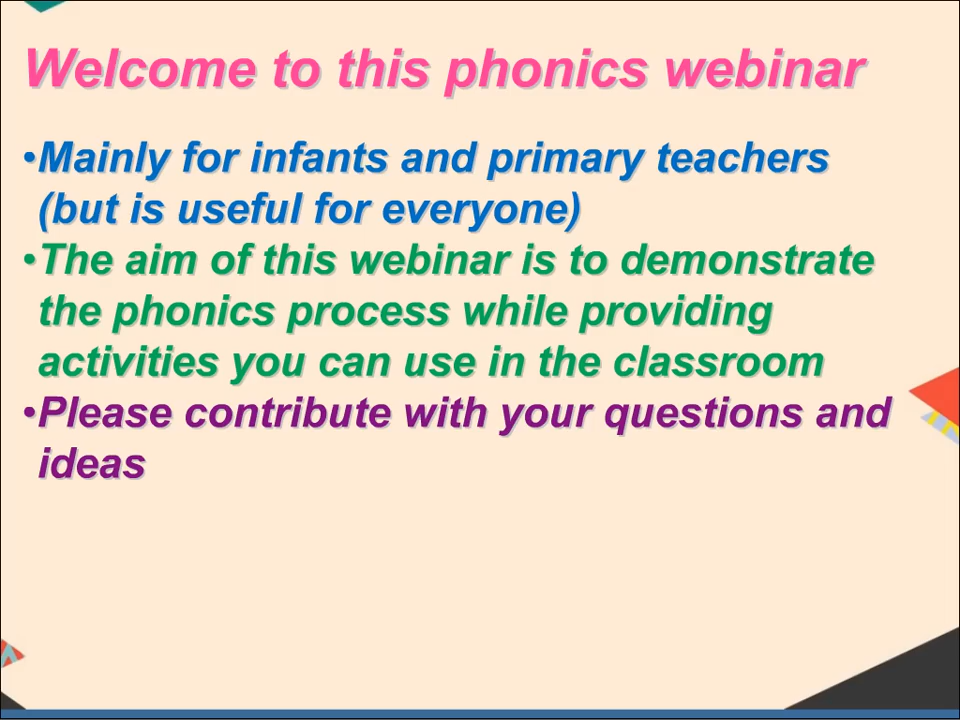 Welcome to this phonics webinar
•Mainly for infants and primary teachers
(but is useful for everyone)
•The aim of this webinar is to demonstrate
the phonics process while providing
activities you can use in the classroom
•Please contribute with your questions and
ideas